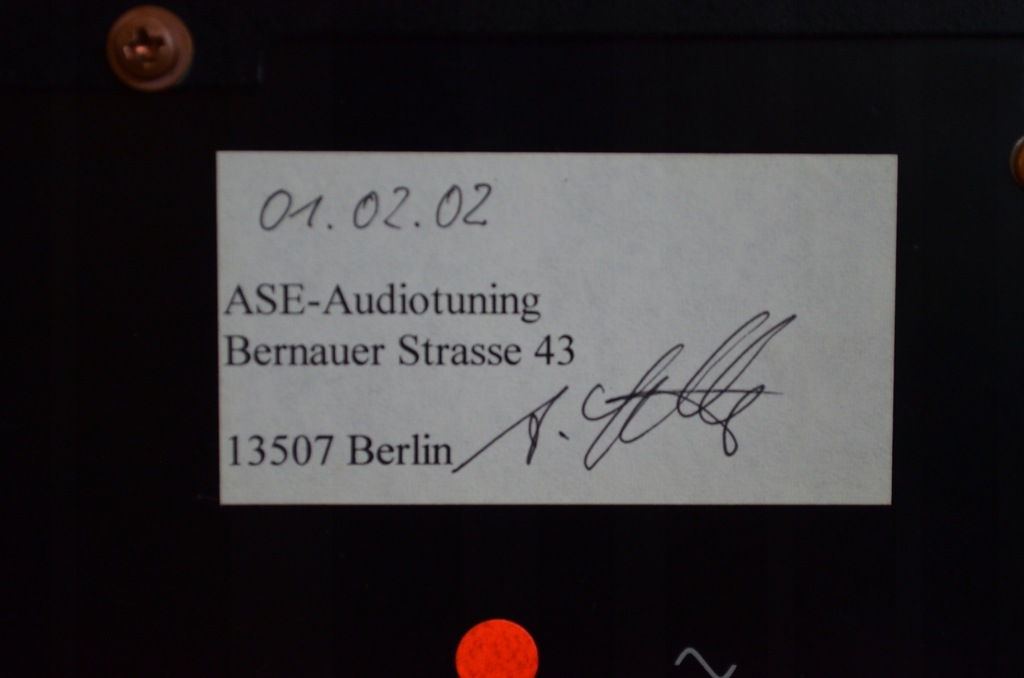 01.02.02
ASE-Audiotuning
Bernauer Strasse 43
13507 Berlin